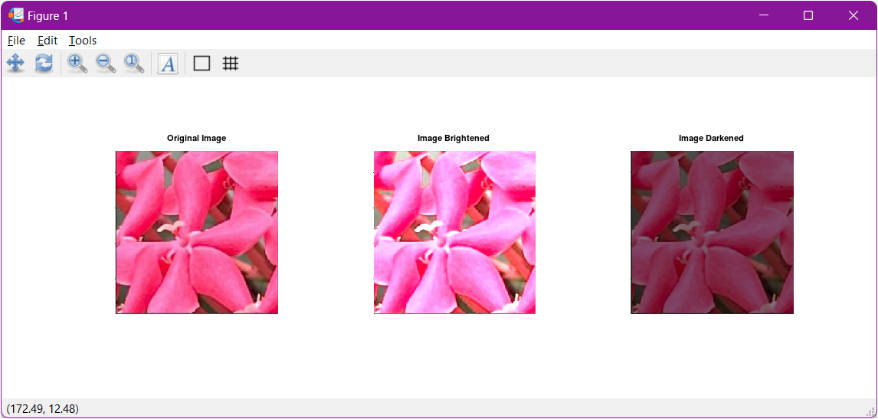 Figure 1
File Edit Tools
A
Original Image Image Brightened Image Darkened
(172.49, 12.48)